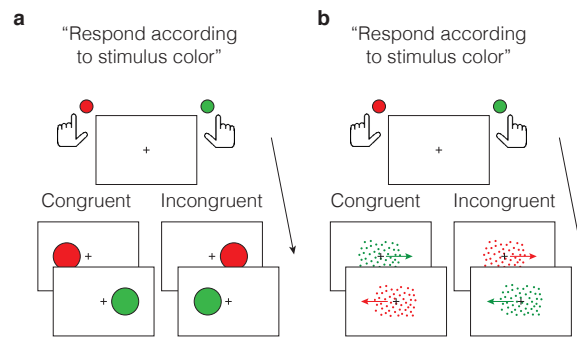 a
“Respond according
to stimulus color”
Congruent
Incongruent
b
“Respond according
to stimulus color”
Congruent
Incongruent